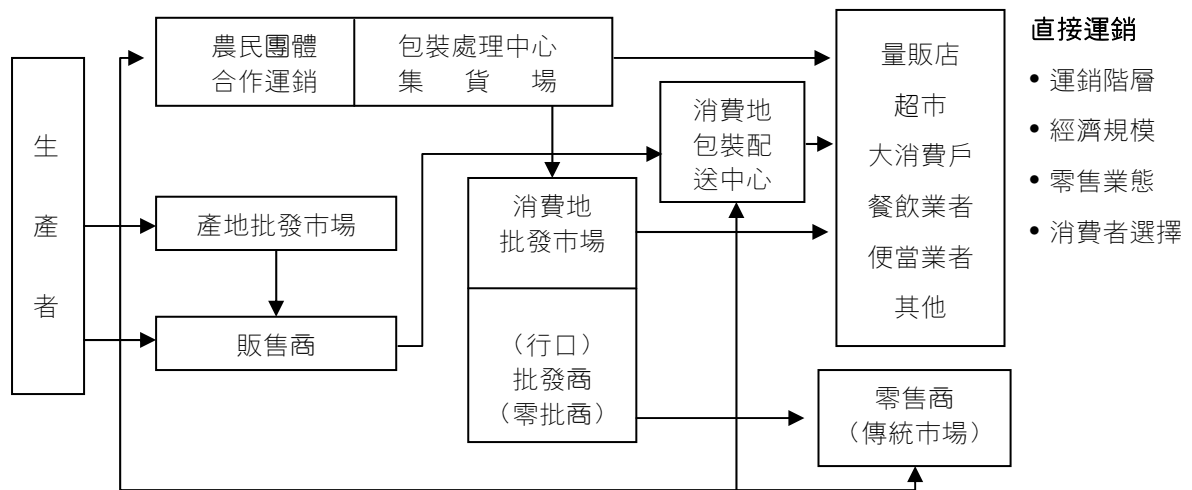 生
產
者
農民團體
合作運銷
包裝處理中心
集 貨 場
產地批發市場
販售商
消費地
批發市場
（行口）
批發商
（零批商）
消費地
包裝配
送中心
量販店
超市
大消費戶
餐飲業者
便當業者
其他
零售商
（傳統市場）
直接運銷
• 運銷階層
• 經濟規模
• 零售業態
• 消費者選擇